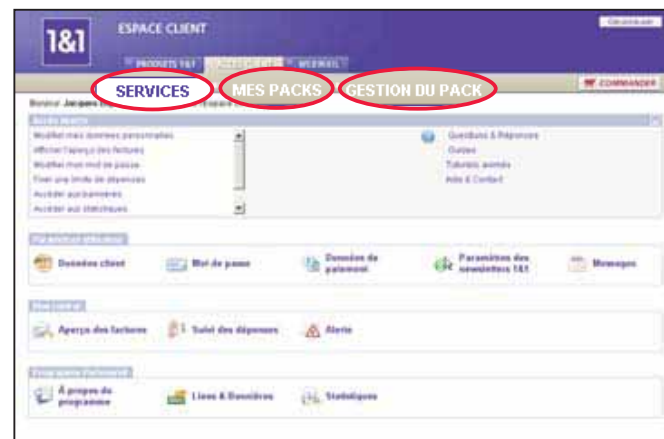 1&1
ESPACE CLIENT
PRODUITS 1&1
WEBMAIL
SERVICES
MES PACKS
GESTION DU PACK
COMMANDER
Bonjour Jacques
Accès directs
Modifier mes données personnelles
Afficher l'aperçu des factures
Modifier mon mot de passe
Fixer une limite de dépenses
Accéder aux bannières
Accéder aux statistiques
Questions & Réponses
Guides
Tutoriels animés
Aide & Contact
Données client
Mot de passe
Données de paiement
Paramètres des newsletters 1&1
Messages
Aperçu des factures
Suivi des dépenses
Alerte
À propos du programme
Liens & Bannières
Statistiques